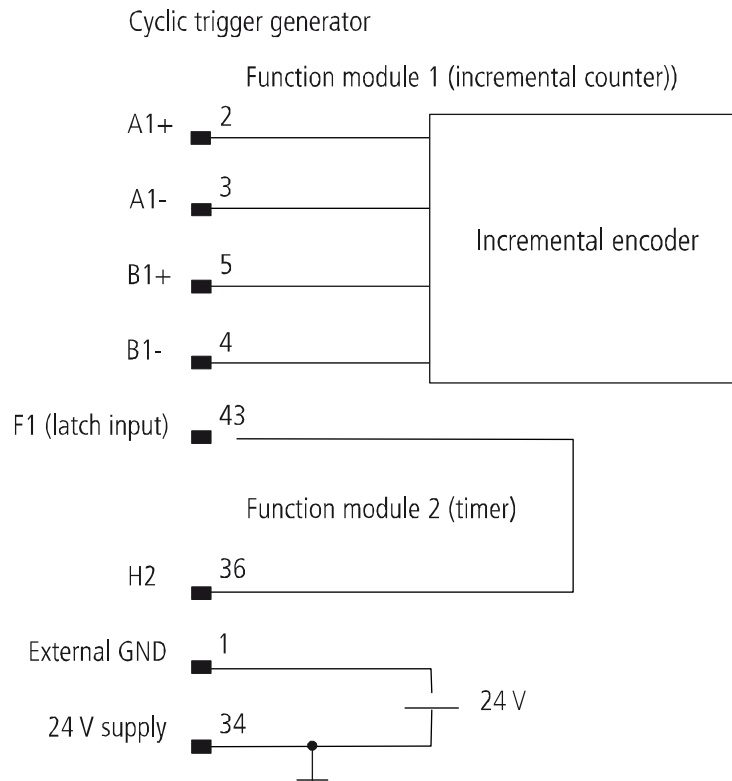 Cyclic trigger generator
Function module 1 (incremental counter))
A1+ 2
A1- 3
Incremental encoder
B1+ 5
B1- 4
F1 (latch input) 43
Function module 2 (timer)
H2 36
External GND 1
24 V
24 V supply 34